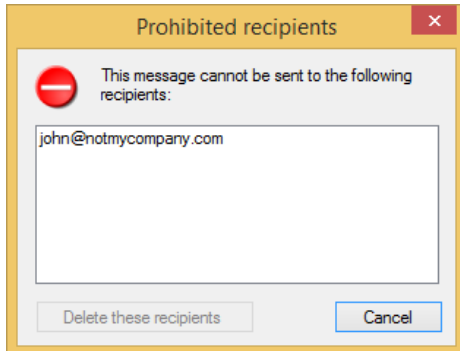 Prohibited recipients
This message cannot be sent to the following
recipients:
john@notmycompany.com
Delete these recipients
Cancel